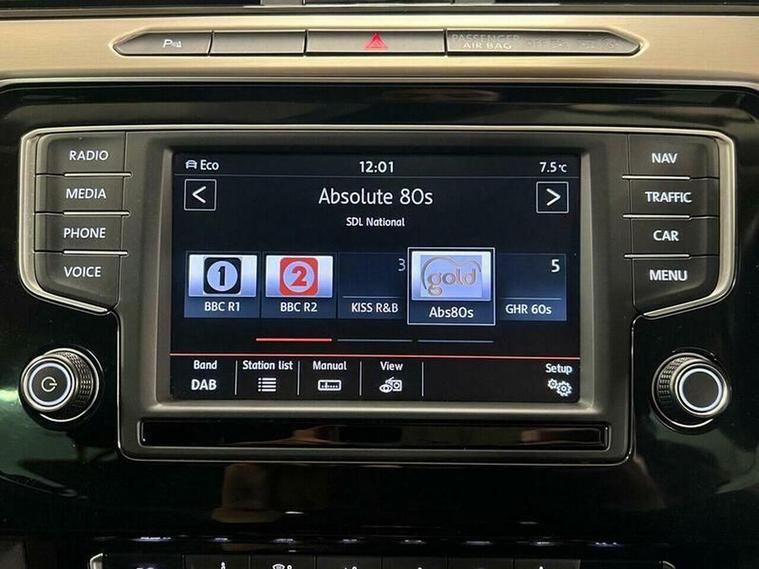 PASSENGER
AIR BAG
RADIO
MEDIA
PHONE
VOICE
NAV
TRAFFIC
CAR
MENU
Eco 12:01 7.5°C
< Absolute 80s >
SDL National
1 2 3 gold 5
BBC R1 BBC R2 KISS R&B Abs80s GHR 60s
Band Station list Manual View Setup
DAB